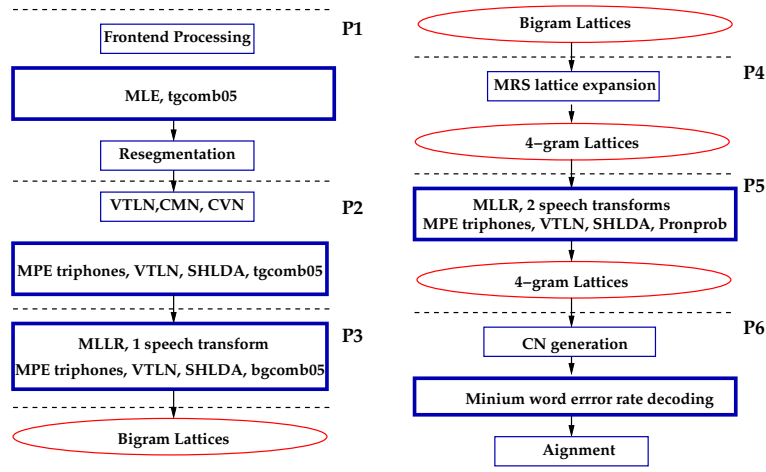 P1
Frontend Processing
MLE, tgcomb05
Resegmentation
P2
VTLN,CMN, CVN
MPE triphones, VTLN, SHLDA, tgcomb05
P3
MLLR, 1 speech transform
MPE triphones, VTLN, SHLDA, bgcomb05
Bigram Lattices
Bigram Lattices
P4
MRS lattice expansion
4−gram Lattices
P5
MLLR, 2 speech transforms
MPE triphones, VTLN, SHLDA, Pronprob
4−gram Lattices
P6
CN generation
Minium word errror rate decoding
Aignment